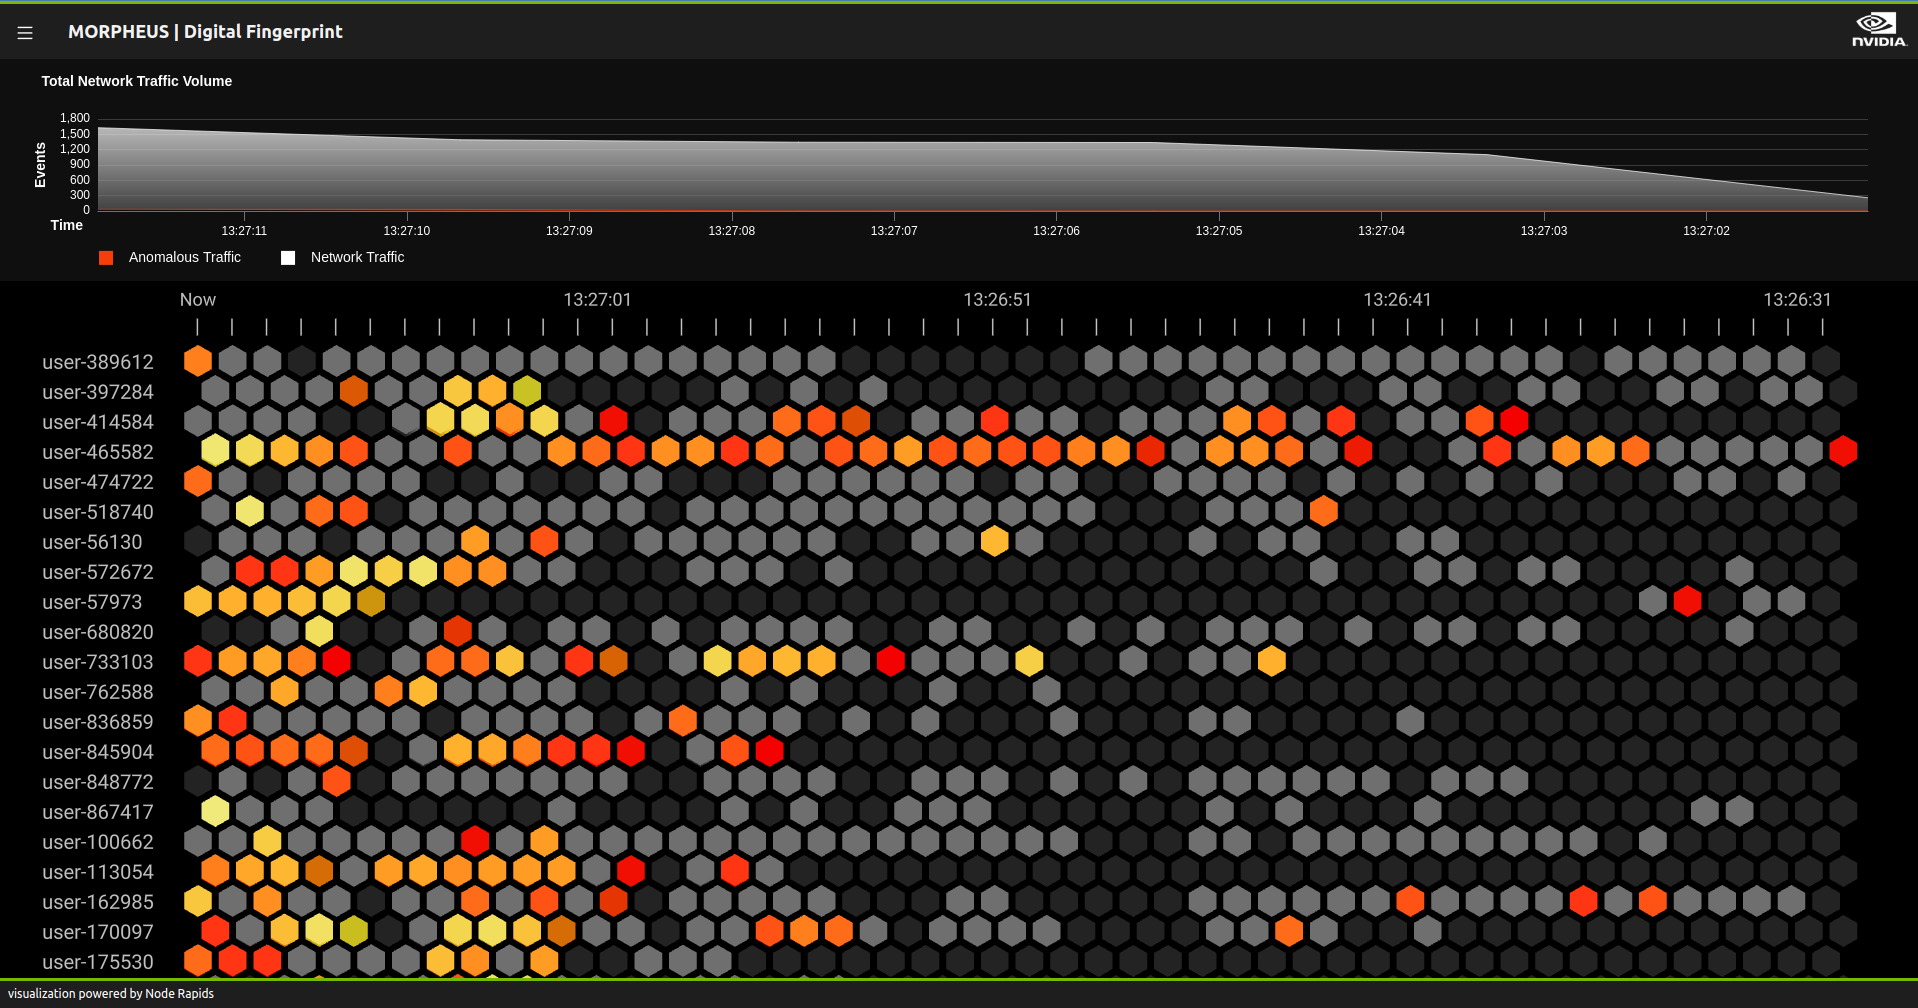 MORPHEUS | Digital Fingerprint
NVIDIA.
Total Network Traffic Volume
1,800
1,500
1,200
900
600
300
0
Events
Time
13:27:11 13:27:10 13:27:09 13:27:08 13:27:07 13:27:06 13:27:05 13:27:04 13:27:03 13:27:02
Anomalous Traffic Network Traffic
Now 13:27:01 13:26:51 13:26:41 13:26:31
user-389612
user-397284
user-414584
user-465582
user-474722
user-518740
user-56130
user-572672
user-57973
user-680820
user-733103
user-762588
user-836859
user-845904
user-848772
user-867417
user-100662
user-113054
user-162985
user-170097
user-175530
visualization powered by Node Rapids